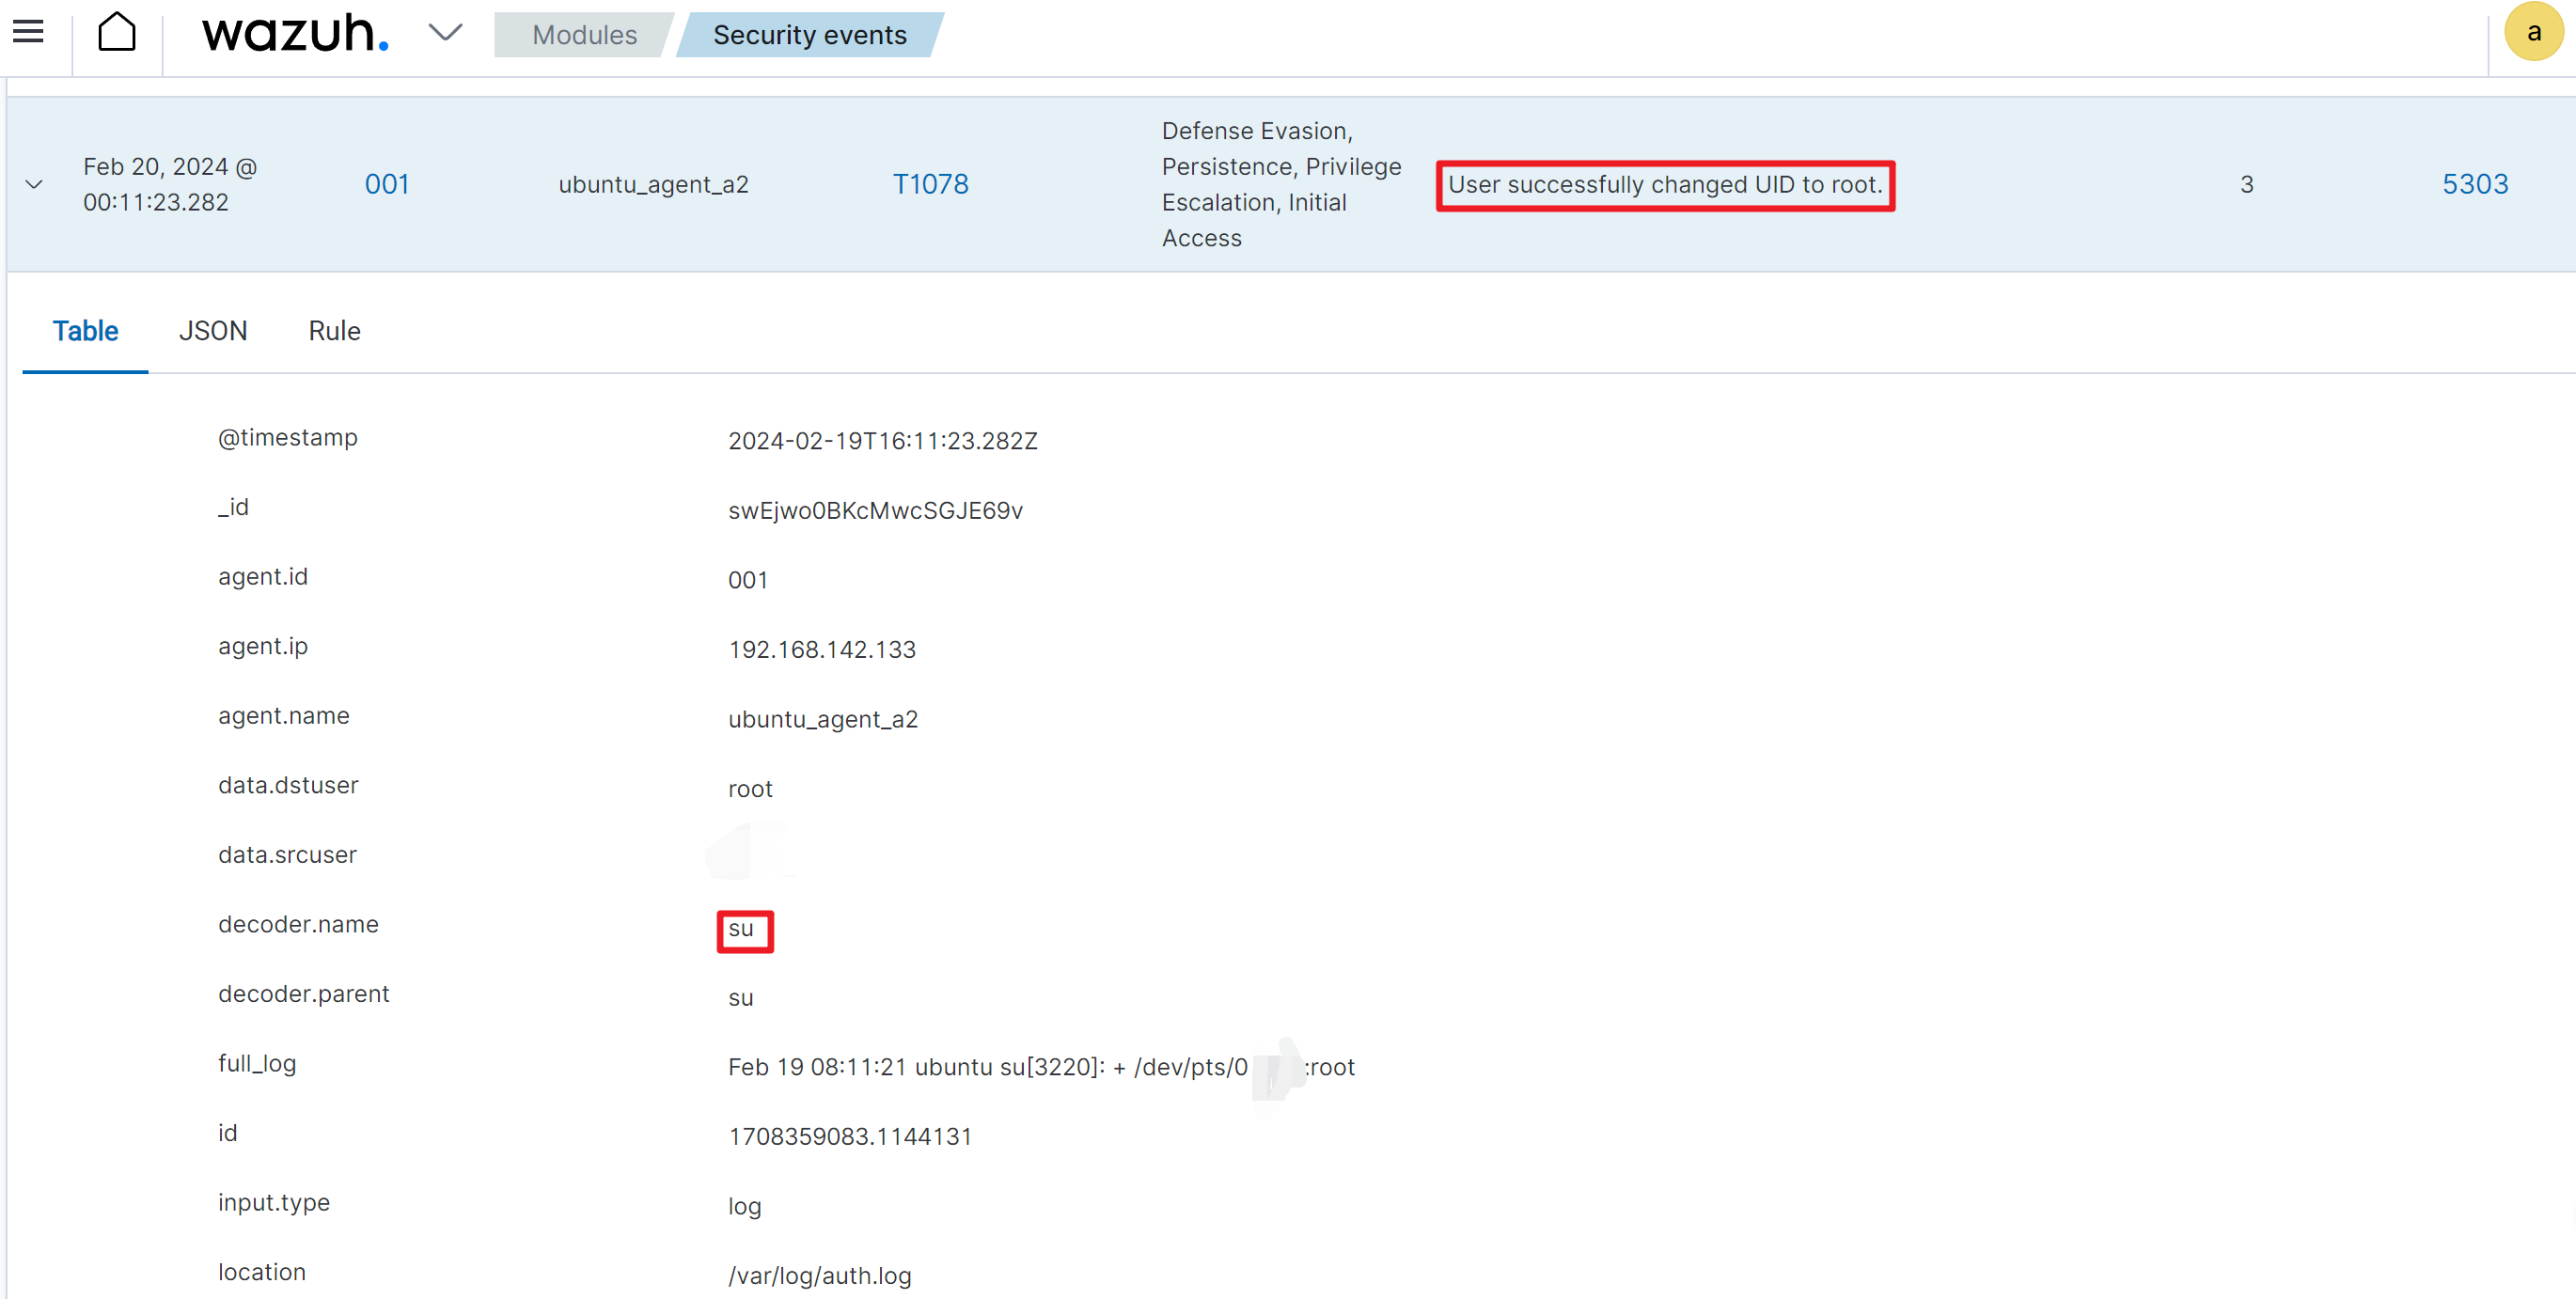 wazuh.
Modules
Security events
a
Feb 20, 2024 @
00:11:23.282
001
ubuntu_agent_a2
T1078
Defense Evasion,
Persistence, Privilege
Escalation, Initial
Access
User successfully changed UID to root.
3
5303
Table
JSON
Rule
@timestamp
2024-02-19T16:11:23.282Z
_id
swEjwo0BKcMwcSGJE69v
agent.id
001
agent.ip
192.168.142.133
agent.name
ubuntu_agent_a2
data.dstuser
root
data.srcuser
decoder.name
su
decoder.parent
su
full_log
Feb 19 08:11:21 ubuntu su[3220]: + /dev/pts/0 :root
id
1708359083.1144131
input.type
log
location
/var/log/auth.log